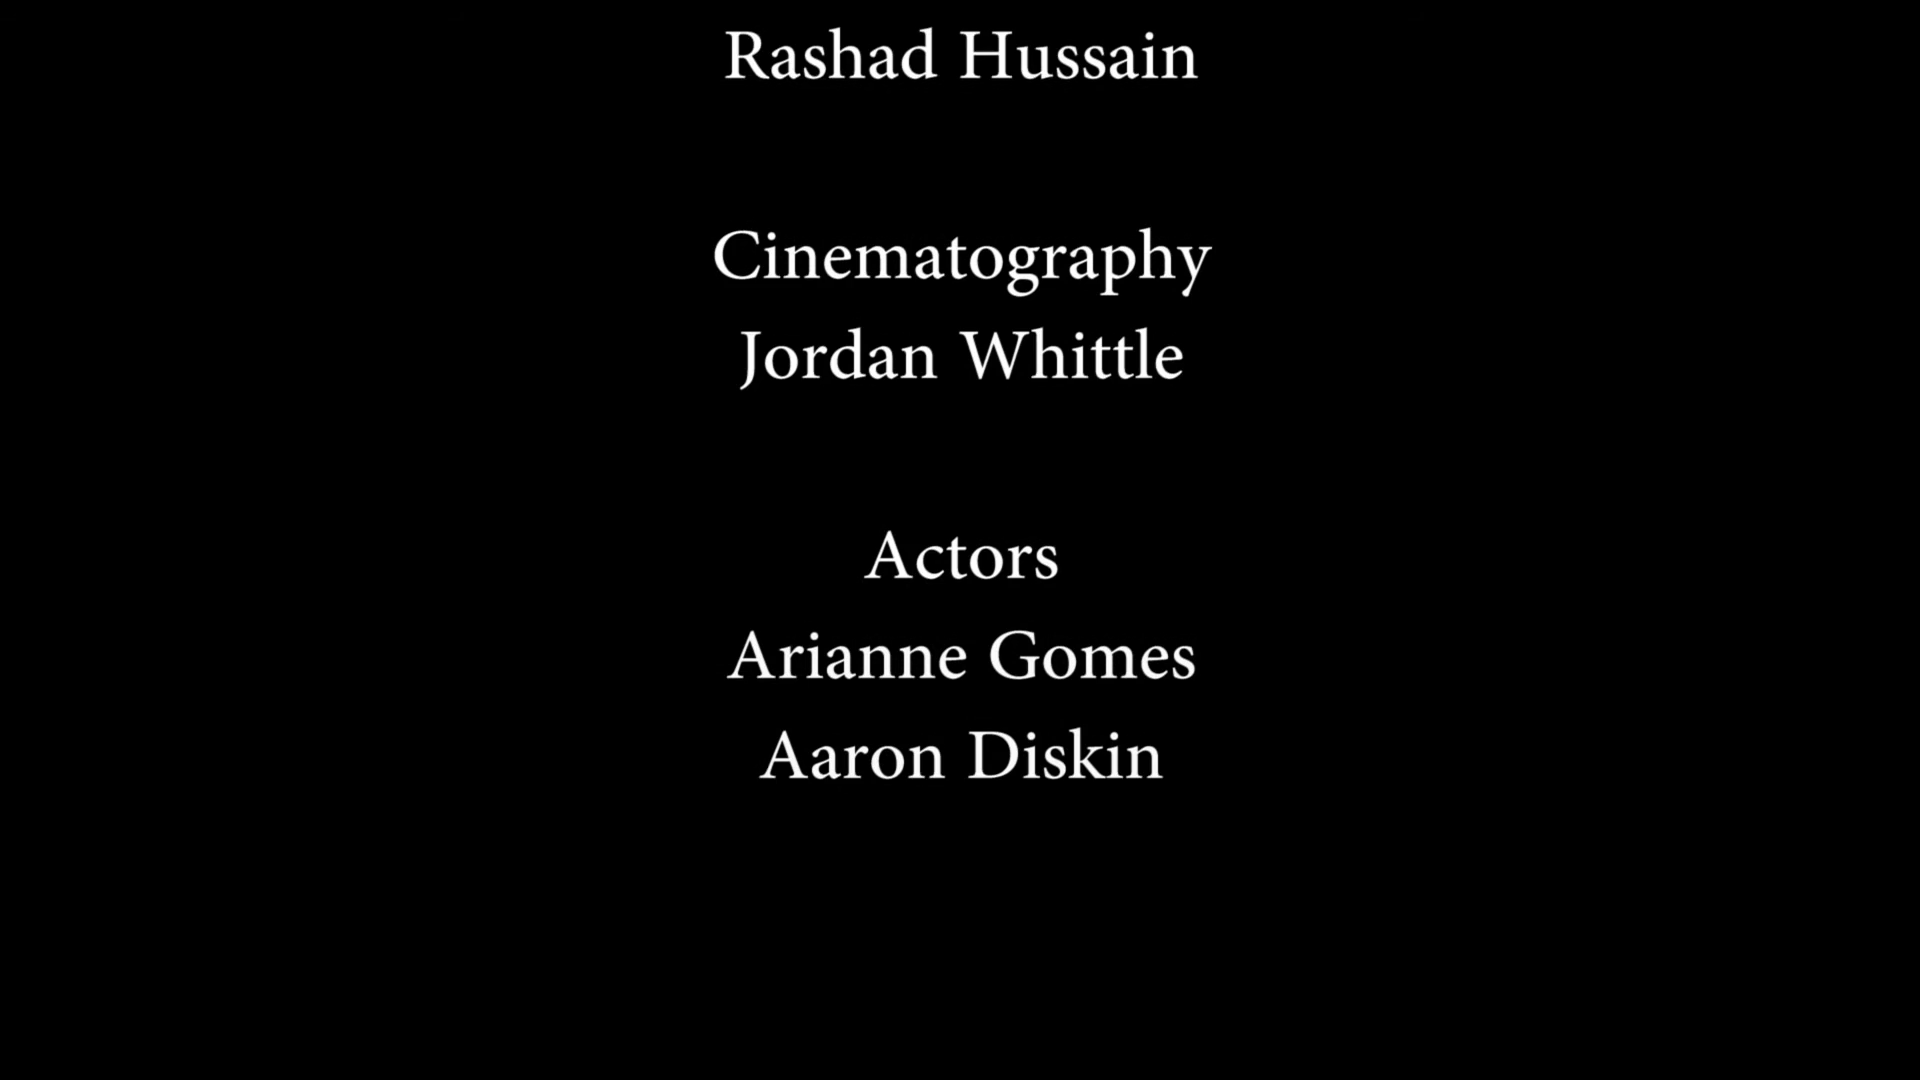 Rashad Hussain
Cinematography
Jordan Whittle
Actors
Arianne Gomes
Aaron Diskin